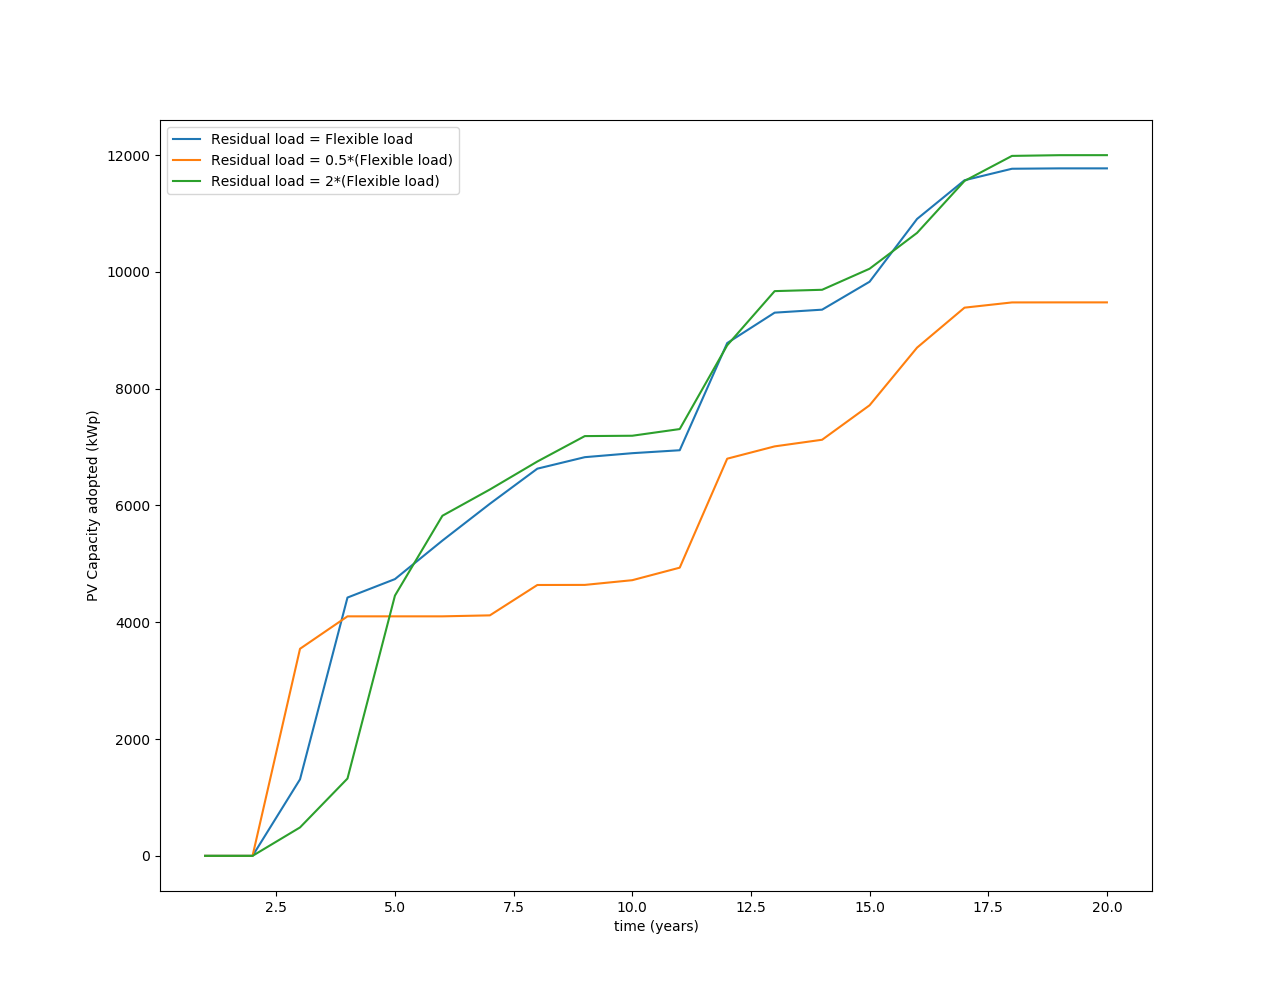 Residual load = Flexible load
Residual load = 0.5*(Flexible load)
Residual load = 2*(Flexible load)
12000
10000
8000
6000
4000
2000
0
PV Capacity adopted (kWp)
2.5 5.0 7.5 10.0 12.5 15.0 17.5 20.0
time (years)